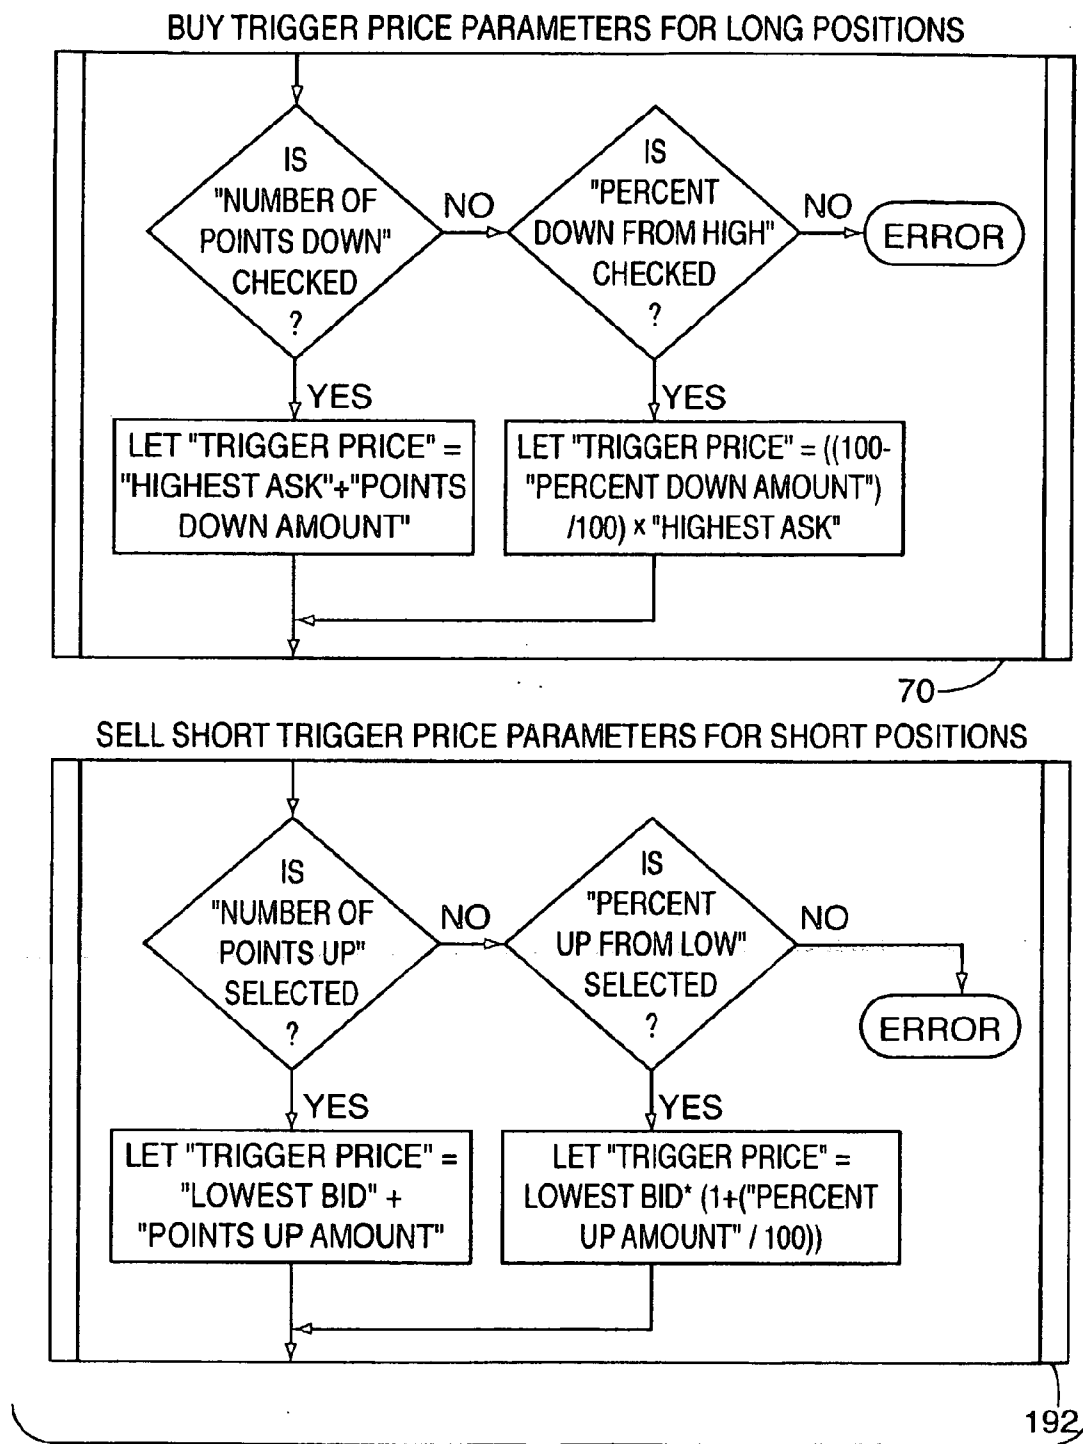 BUY TRIGGER PRICE PARAMETERS FOR LONG POSITIONS
IS
"NUMBER OF
POINTS DOWN"
CHECKED
?
NO
IS
"PERCENT
DOWN FROM HIGH"
CHECKED
?
NO
ERROR
YES
LET "TRIGGER PRICE" =
"HIGHEST ASK"+"POINTS
DOWN AMOUNT"
YES
LET "TRIGGER PRICE" = ((100-
"PERCENT DOWN AMOUNT")
/100) × "HIGHEST ASK"
70
SELL SHORT TRIGGER PRICE PARAMETERS FOR SHORT POSITIONS
IS
"NUMBER OF
POINTS UP"
SELECTED
?
NO
IS
"PERCENT
UP FROM LOW"
SELECTED
?
NO
ERROR
YES
LET "TRIGGER PRICE" =
"LOWEST BID" +
"POINTS UP AMOUNT"
YES
LET "TRIGGER PRICE" =
LOWEST BID* (1+("PERCENT
UP AMOUNT" / 100))
192